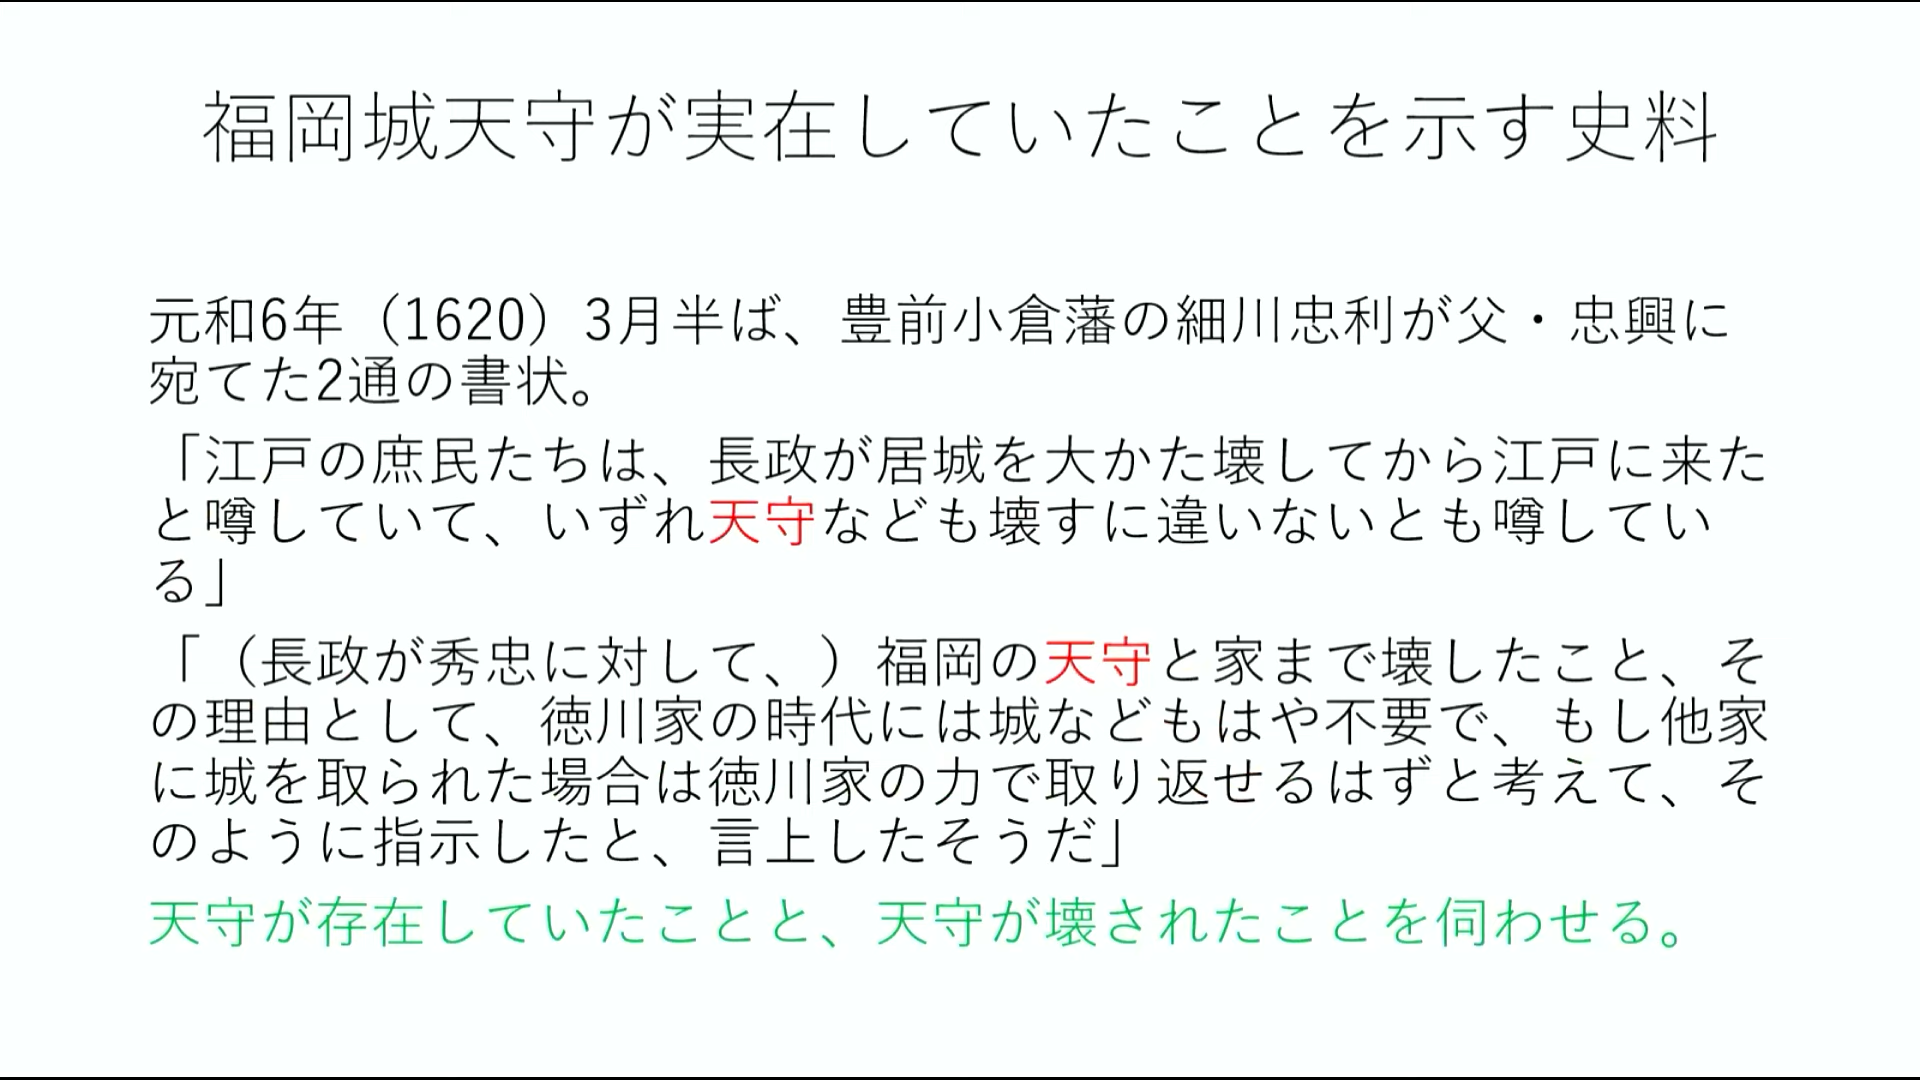 福岡城天守が実在していたことを示す史料
元和6年（1620）3月半ば、豊前小倉藩の細川忠利が父・忠興に
宛てた2通の書状。
「江戸の庶民たちは、長政が居城を大かた壊してから江戸に来た
と噂していて、いずれ天守なども壊すに違いないとも噂してい
る」
「（長政が秀忠に対して、）福岡の天守と家まで壊したこと、そ
の理由として、徳川家の時代には城などもはや不要で、もし他家
に城を取られた場合は徳川家の力で取り返せるはずと考えて、そ
のように指示したと、言上したそうだ」
天守が存在していたことと、天守が壊されたことを伺わせる。